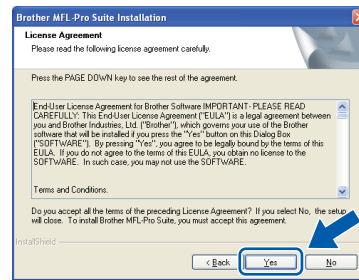 Brother MFL-Pro Suite Installation
License Agreement
Please read the following license agreement carefully.
Press the PAGE DOWN key to see the rest of the agreement.
End-User License Agreement for Brother Software IMPORTANT- PLEASE READ
CAREFULLY: This End-User License Agreement ("EULA") is a legal agreement between
you and Brother Industries, Ltd. ("Brother"), which governs your use of the Brother
software that will be installed if you press the "Yes" button on this Dialog Box
("SOFTWARE"). By pressing "Yes", you agree to be legally bound by the terms of this
EULA. If you do not agree to the terms of this EULA, you obtain no license to the
SOFTWARE. In such case, you may not use the SOFTWARE.
Terms and Conditions.
Do you accept all the terms of the preceding License Agreement? If you select No, the setup
will close. To install Brother MFL-Pro Suite, you must accept this agreement.
InstallShield
< Back Yes No